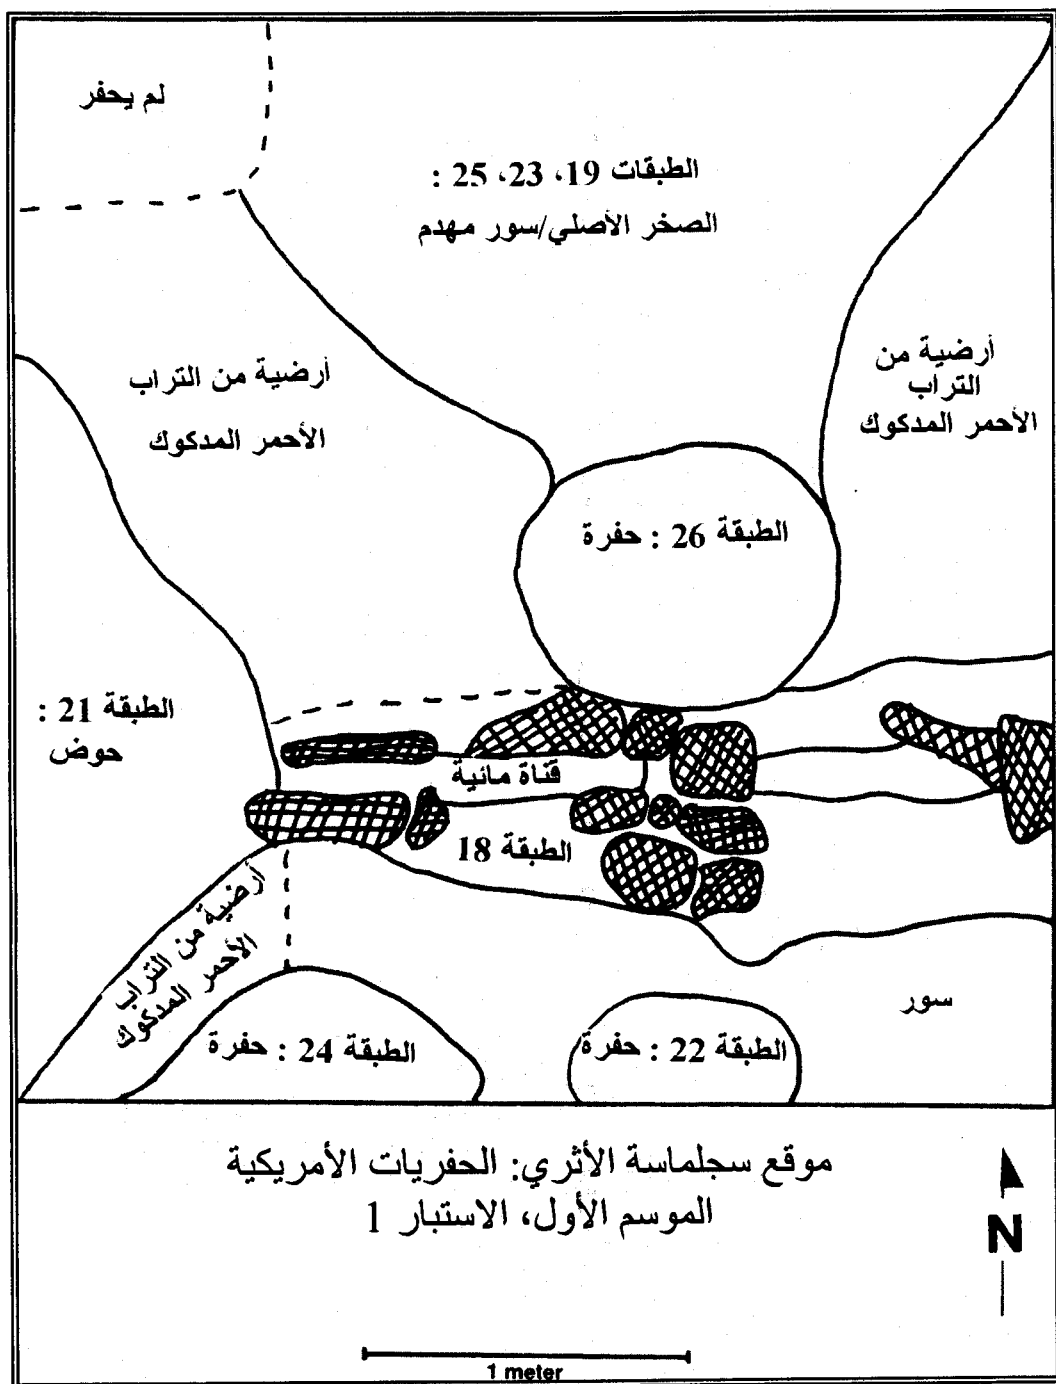 لم يحفر
الطبقات 19، 23، 25 :
الصخر الأصلي/سور مهدم
أرضية من التراب
الأحمر المدكوك
أرضية من
التراب
الأحمر المدكوك
الطبقة 26 : حفرة
الطبقة 21 :
حوض
قناة مائية
الطبقة 18
أرضية من التراب
الأحمر المدكوك
سور
الطبقة 24 : حفرة
الطبقة 22 : حفرة
موقع سجلماسة الأثري: الحفريات الأمريكية
الموسم الأول، الاستبار 1
N
1 meter